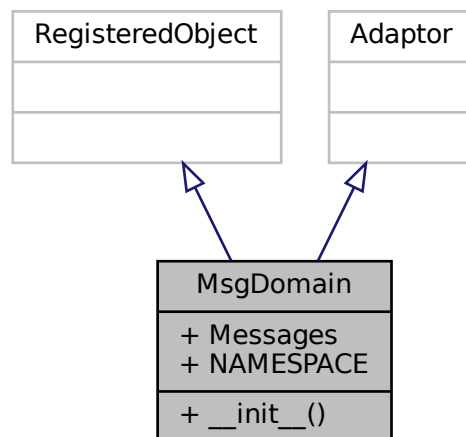 RegisteredObject
Adaptor
MsgDomain
+ Messages
+ NAMESPACE
+ __init__()